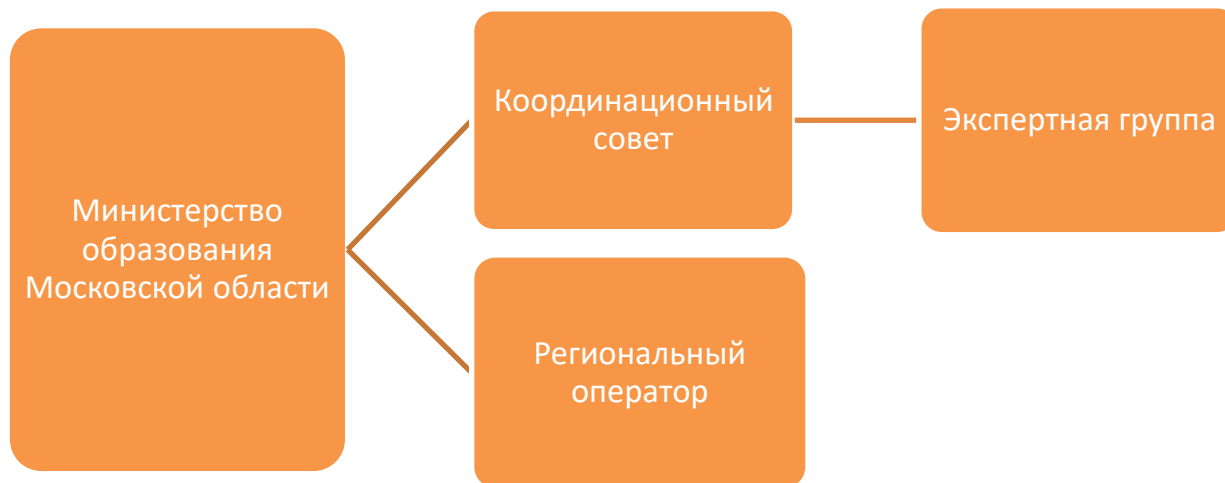 Министерство
образования
Московской области
Координационный
совет
Экспертная группа
Региональный
оператор